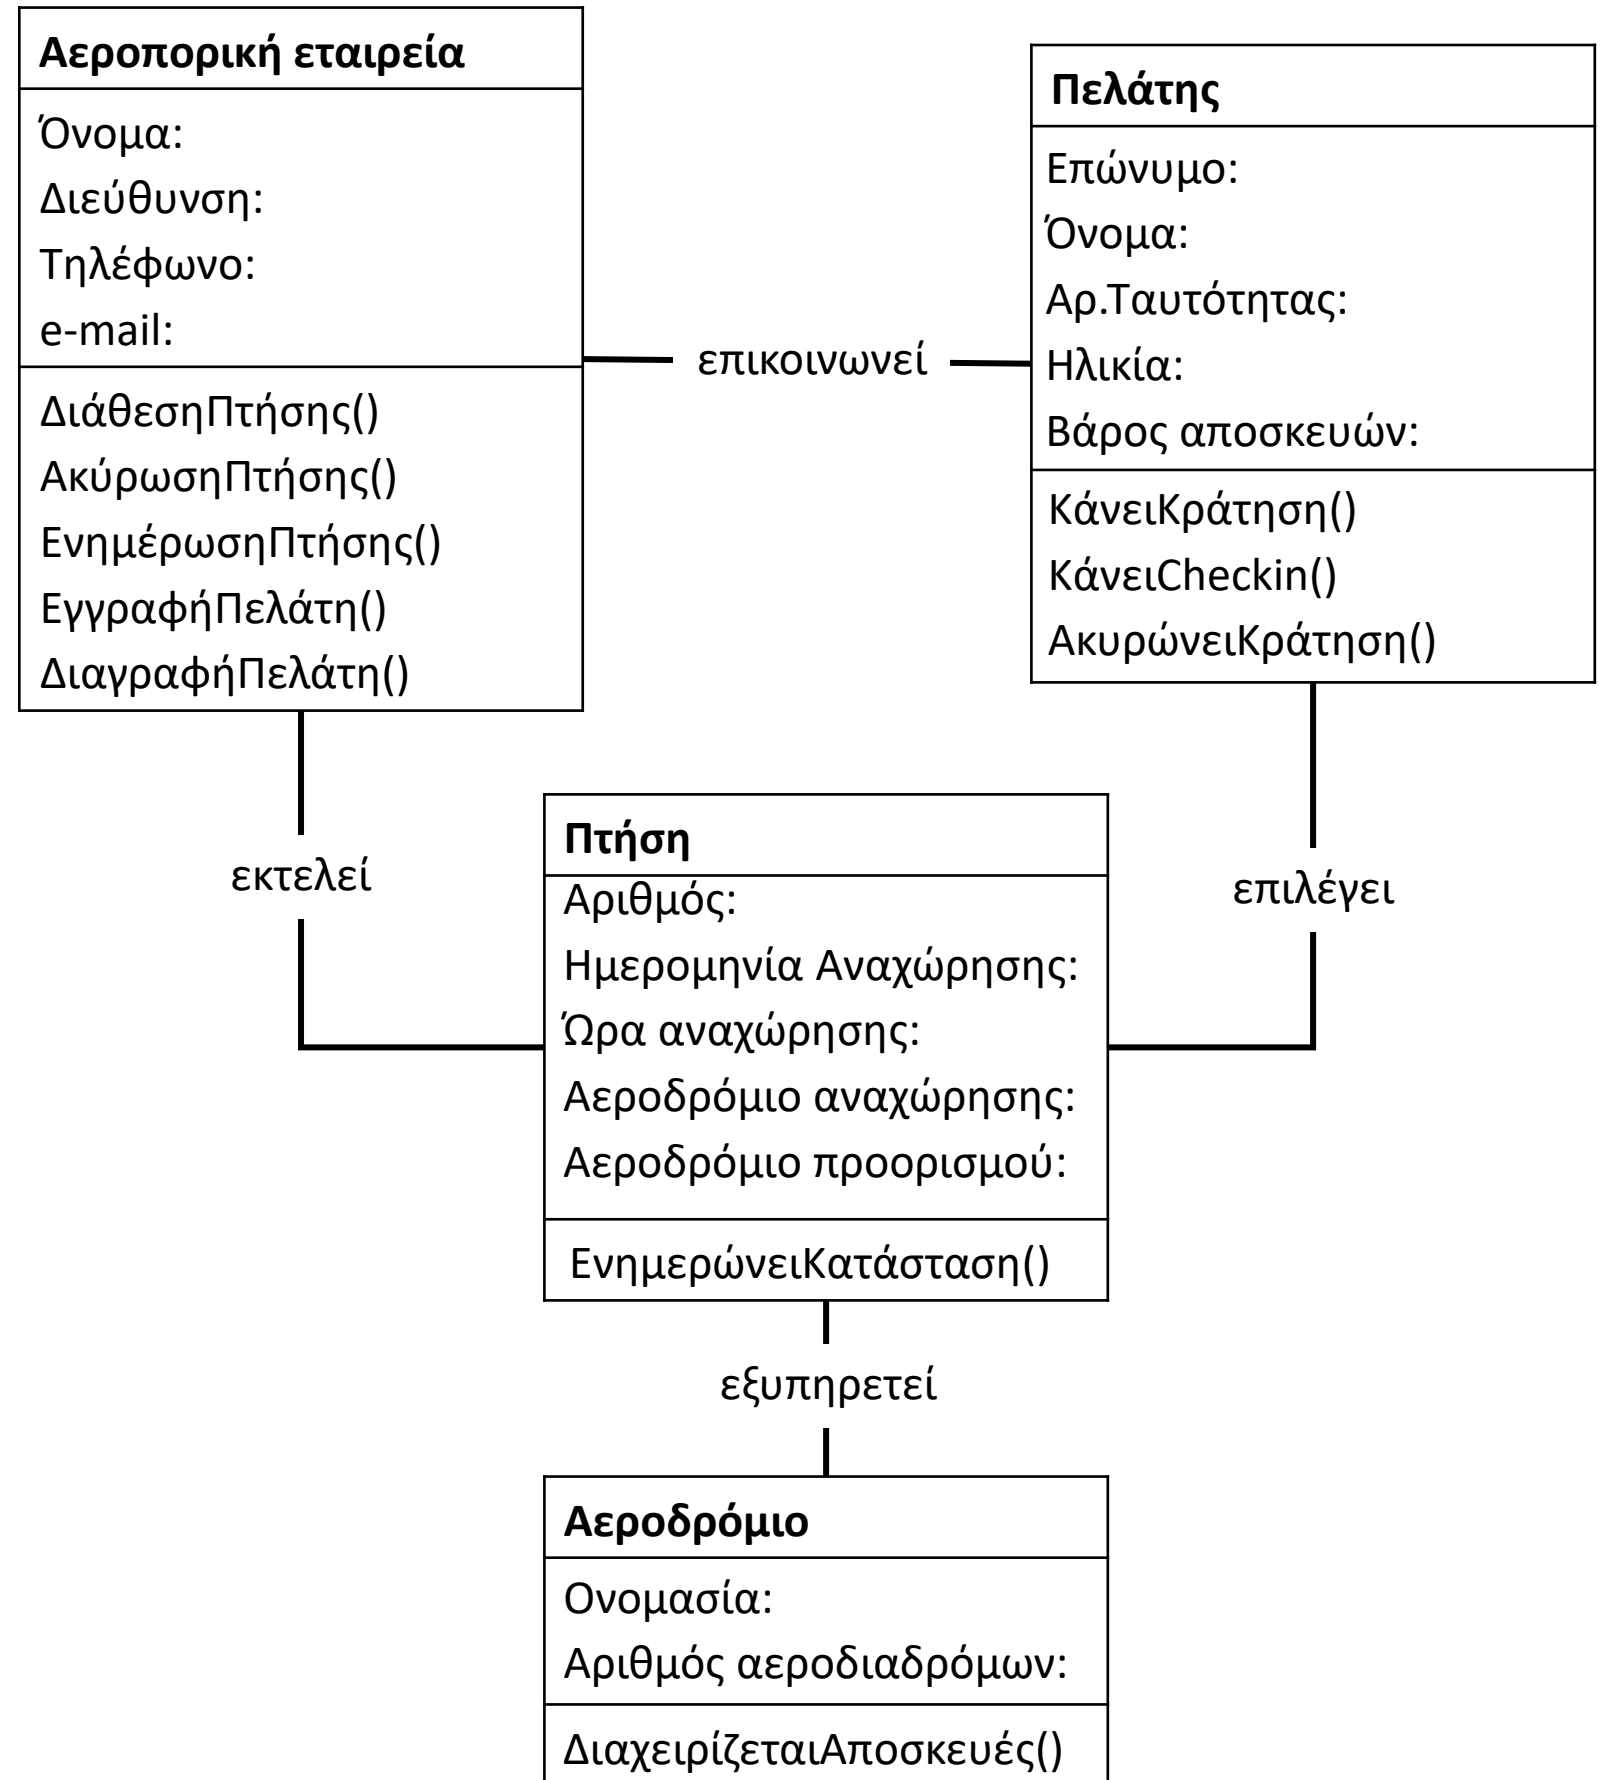 Αεροπορική εταιρεία
Όνομα:
Διεύθυνση:
Τηλέφωνο:
e-mail:
ΔιάθεσηΠτήσης()
ΑκύρωσηΠτήσης()
ΕνημέρωσηΠτήσης()
ΕγγραφήΠελάτη()
ΔιαγραφήΠελάτη()
επικοινωνεί
Πελάτης
Επώνυμο:
Όνομα:
Αρ.Ταυτότητας:
Ηλικία:
Βάρος αποσκευών:
ΚάνειΚράτηση()
ΚάνειCheckin()
ΑκυρώνειΚράτηση()
εκτελεί
επιλέγει
Πτήση
Αριθμός:
Ημερομηνία Αναχώρησης:
Ώρα αναχώρησης:
Αεροδρόμιο αναχώρησης:
Αεροδρόμιο προορισμού:
ΕνημερώνειΚατάσταση()
εξυπηρετεί
Αεροδρόμιο
Ονομασία:
Αριθμός αεροδιαδρόμων:
ΔιαχειρίζεταιΑποσκευές()